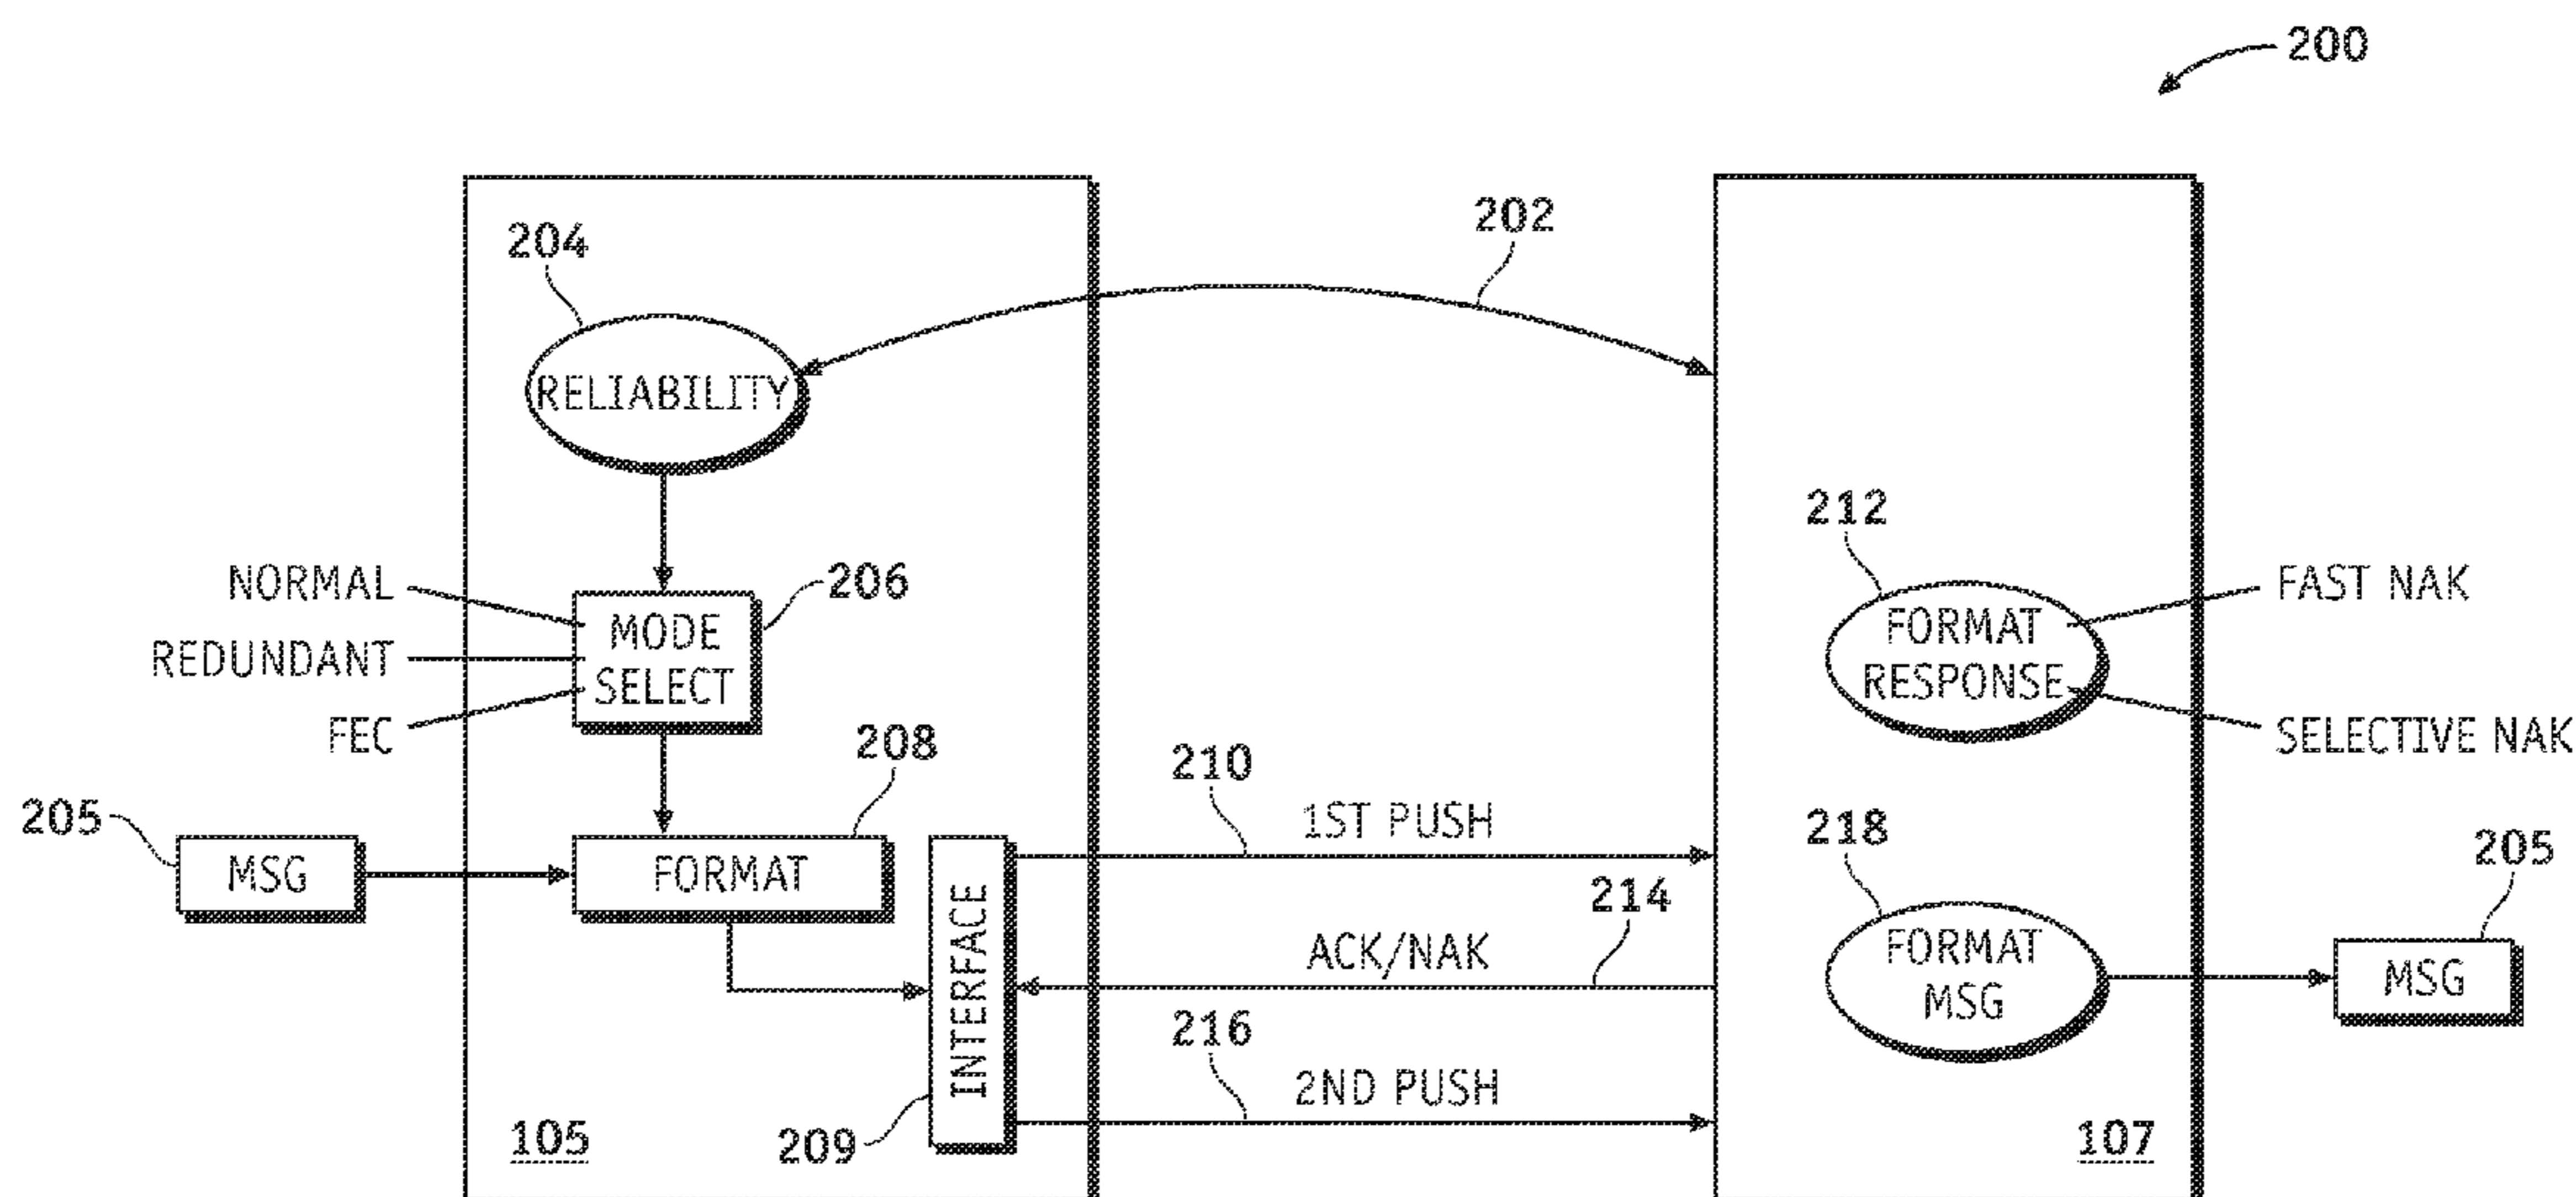 200
202
204
RELIABILITY
212
NORMAL
206
FAST NAK
MODE
SELECT
REDUNDANT
FORMAT
RESPONSE
FEC
SELECTIVE NAK
208
210
205
1ST PUSH
218
205
MSG
FORMAT
INTERFACE
214
ACK/NAK
FORMAT
MSG
MSG
216
2ND PUSH
105
209
107